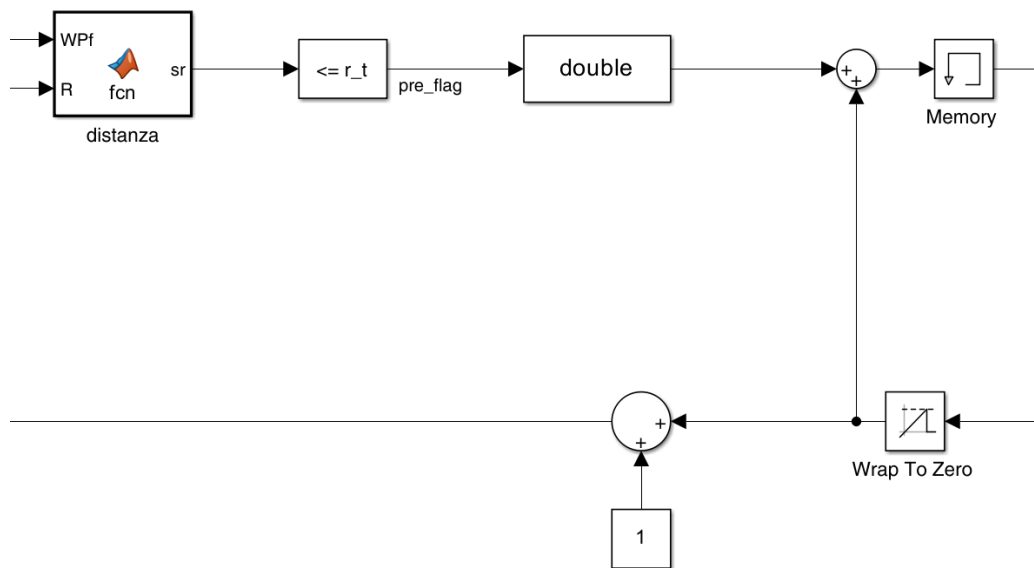 WPf
R
fcn
sr
distanza
<= r_t
pre_flag
double
+
+
Memory
+
+
Wrap To Zero
1